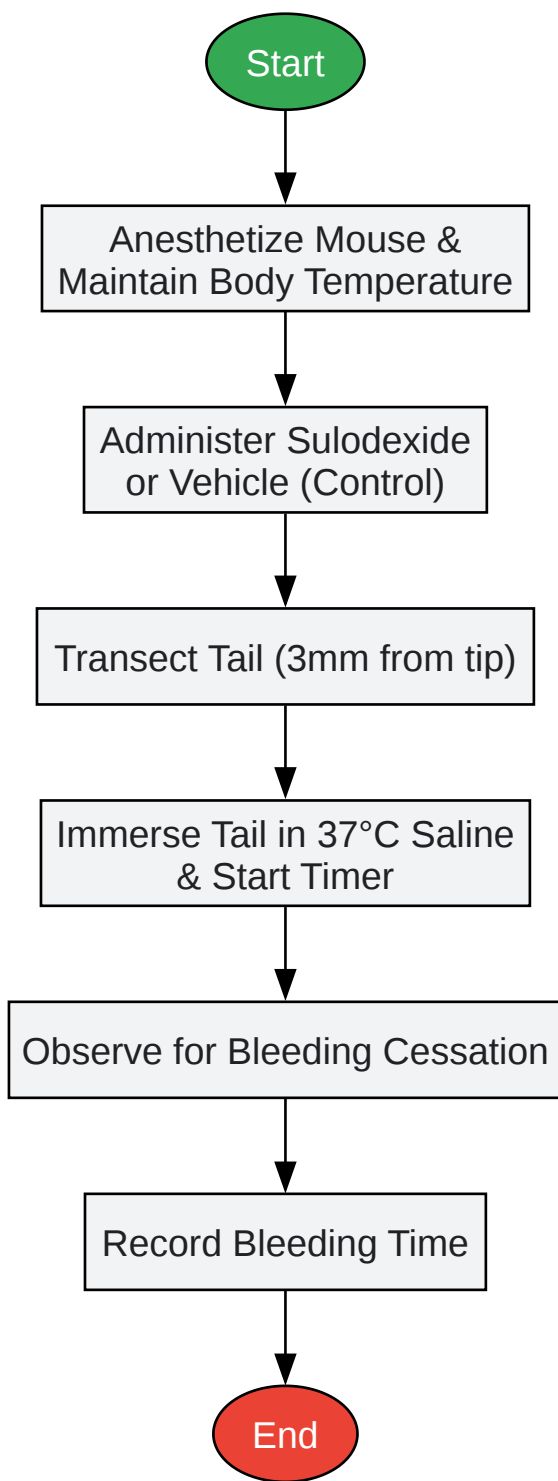 Start
Anesthetize Mouse &
Maintain Body Temperature
Administer Sulodexide
or Vehicle (Control)
Transect Tail (3mm from tip)
Immerse Tail in 37°C Saline
& Start Timer
Observe for Bleeding Cessation
Record Bleeding Time
End